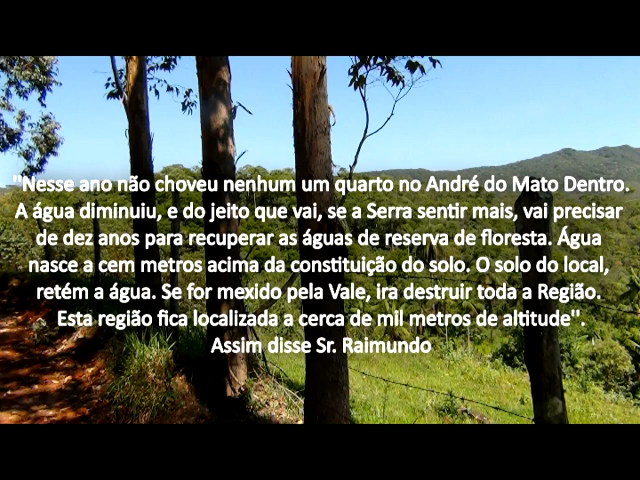 "Nesse ano não choveu nenhum um quarto no André do Mato Dentro.
A água diminuiu, e do jeito que vai, se a Serra sentir mais, vai precisar
de dez anos para recuperar as águas de reserva de floresta. Água
nasce a cem metros acima da constituição do solo. O solo do local,
retém a água. Se for mexido pela Vale, ira destruir toda a Região.
Esta região fica localizada a cerca de mil metros de altitude".
Assim disse Sr. Raimundo